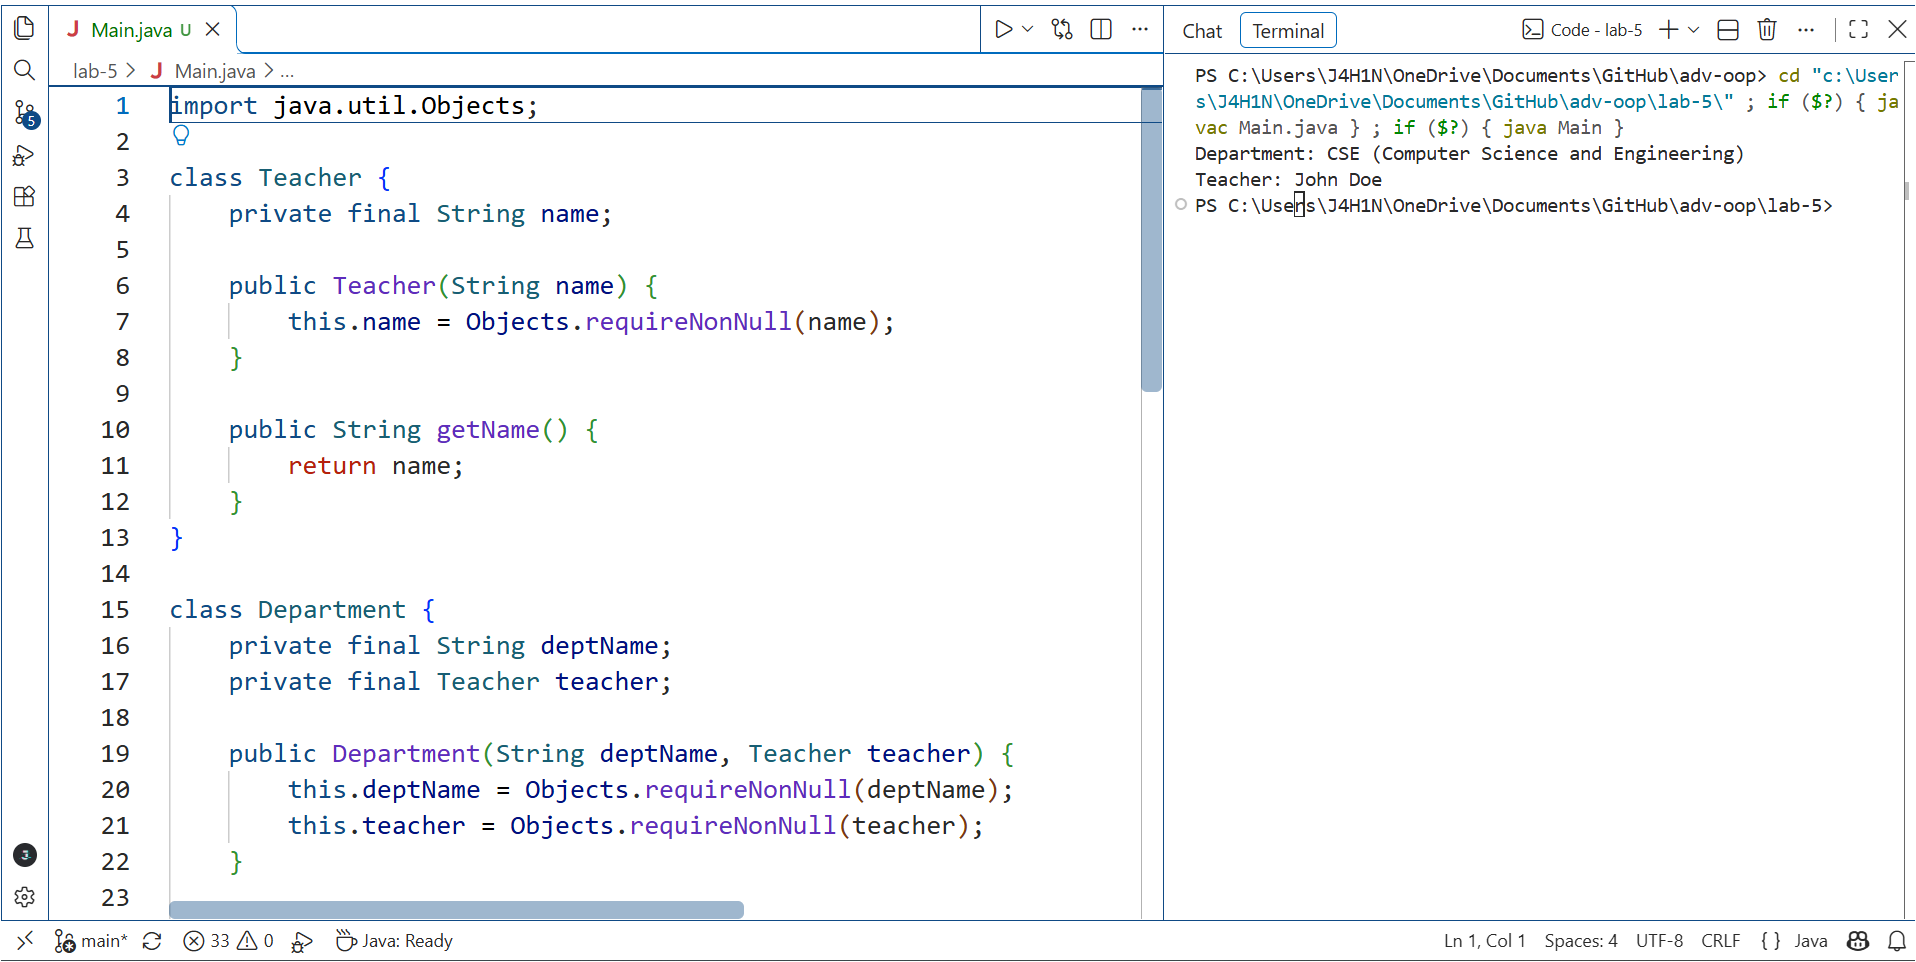 J Main.java U
Chat Terminal Code - lab-5
lab-5 > J Main.java > ...
1 import java.util.Objects;
2
3 class Teacher {
4 private final String name;
5
6 public Teacher(String name) {
7 this.name = Objects.requireNonNull(name);
8 }
9
10 public String getName() {
11 return name;
12 }
13 }
14
15 class Department {
16 private final String deptName;
17 private final Teacher teacher;
18
19 public Department(String deptName, Teacher teacher) {
20 this.deptName = Objects.requireNonNull(deptName);
21 this.teacher = Objects.requireNonNull(teacher);
22 }
23
PS C:\Users\J4H1N\OneDrive\Documents\GitHub\adv-oop> cd "c:\User
s\J4H1N\OneDrive\Documents\GitHub\adv-oop\lab-5\" ; if ($?) { ja
vac Main.java } ; if ($?) { java Main }
Department: CSE (Computer Science and Engineering)
Teacher: John Doe
PS C:\Users\J4H1N\OneDrive\Documents\GitHub\adv-oop\lab-5>
5
main* 33 0 Java: Ready
Ln 1, Col 1 Spaces: 4 UTF-8 CRLF { } Java